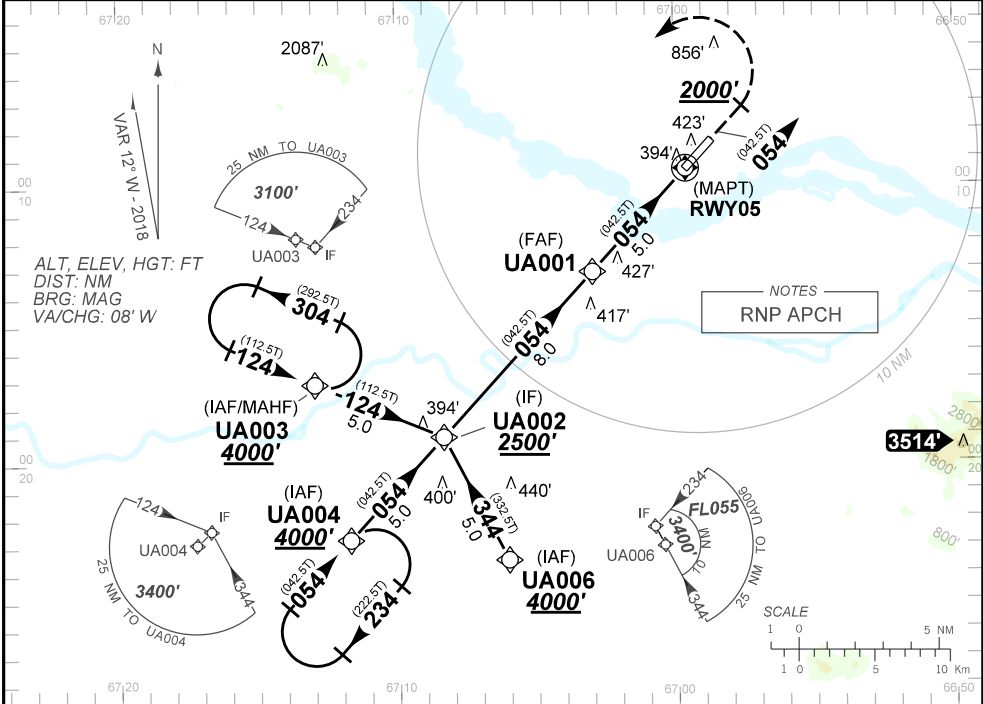 67 20
67 10
67 00
66 50
2087'
N
VAR 12° W - 2018
00
10
25 NM TO UA003
3100'
124
234
UA003
IF
ALT, ELEV, HGT: FT
DIST: NM
BRG: MAG
VA/CHG: 08' W
856'
2000'
423'
394'
(042.5T)
054
(MAPT)
RWY05
00
10
(042.5T)
054
5.0
(FAF)
UA001
427'
417'
NOTES
RNP APCH
10 NM
(292.5T)
304
(112.5T)
124
(IAF/MAHF)
UA003
4000'
(112.5T)
124
5.0
(042.5T)
054
8.0
394'
(IF)
UA002
2500'
2800'
3514'
1800'
800'
00
20
00
20
400'
440'
(IAF)
UA004
4000'
(042.5T)
054
5.0
(332.5T)
344
5.0
(IAF)
UA006
4000'
(042.5T)
054
(222.5T)
234
124
IF
UA004
3400'
344
25 NM TO UA004
234
IF
FL055
3400'
10 NM
UA006
344
25 NM TO UA006
SCALE
1 0 5 NM
1 0 5 10 Km
67 20
67 10
67 00
66 50